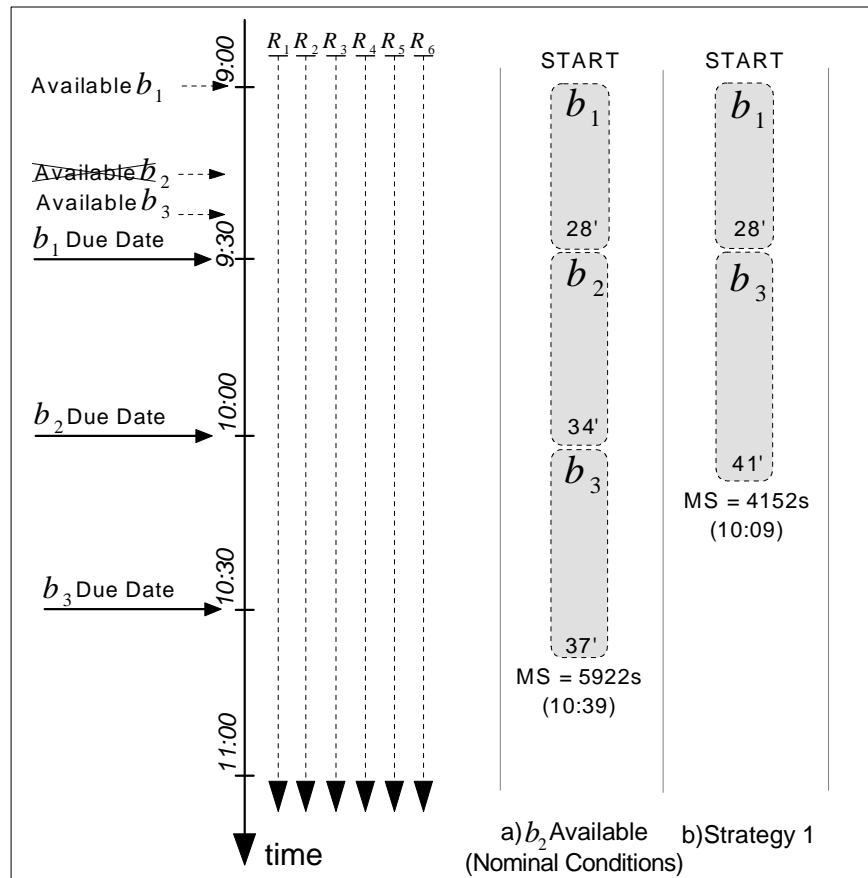 R1 R2 R3 R4 R5 R6
START
START
9:00
Available b1
b1
b1
Available b2
Available b3
28'
28'
b1 Due Date
9:30
b2
b3
b2 Due Date
10:00
34'
b3
41'
MS = 4152s
(10:09)
b3 Due Date
10:30
37'
MS = 5922s
(10:39)
11:00
a) b2 Available
(Nominal Conditions)
b)Strategy 1
time